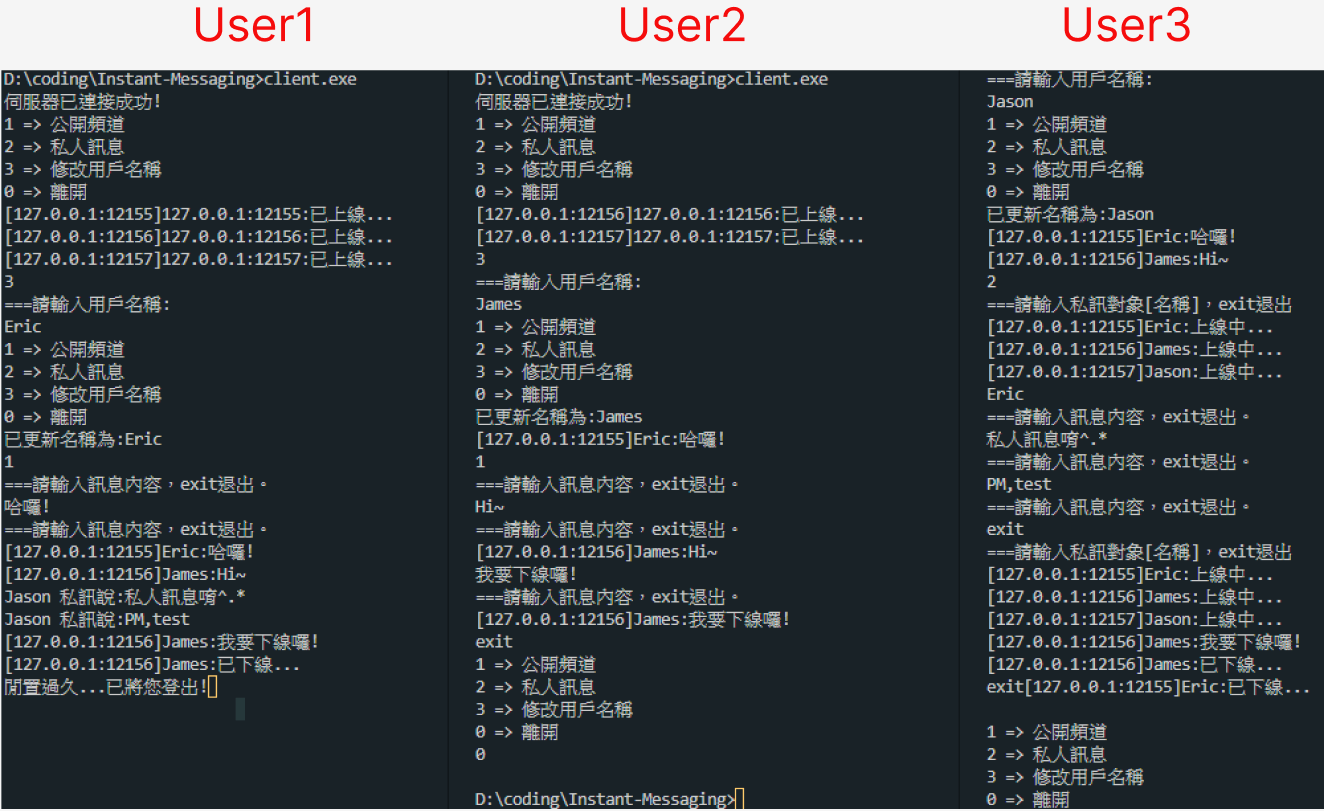 User1
D:\coding\Instant-Messaging>client.exe
伺服器已連接成功!
1 => 公開頻道
2 => 私人訊息
3 => 修改用戶名稱
0 => 離開
[127.0.0.1:12155]127.0.0.1:12155:已上線...
[127.0.0.1:12156]127.0.0.1:12156:已上線...
[127.0.0.1:12157]127.0.0.1:12157:已上線...
3
===請輸入用戶名稱:
Eric
1 => 公開頻道
2 => 私人訊息
3 => 修改用戶名稱
0 => 離開
已更新名稱為:Eric
1
===請輸入訊息內容，exit退出。
哈囉!
===請輸入訊息內容，exit退出。
[127.0.0.1:12155]Eric:哈囉!
[127.0.0.1:12156]James:Hi~
Jason 私訊說:私人訊息唷^.*
Jason 私訊說:PM,test
[127.0.0.1:12156]James:我要下線囉!
[127.0.0.1:12156]James:已下線...
閒置過久...已將您登出!
User2
D:\coding\Instant-Messaging>client.exe
伺服器已連接成功!
1 => 公開頻道
2 => 私人訊息
3 => 修改用戶名稱
0 => 離開
[127.0.0.1:12156]127.0.0.1:12156:已上線...
[127.0.0.1:12157]127.0.0.1:12157:已上線...
3
===請輸入用戶名稱:
James
1 => 公開頻道
2 => 私人訊息
3 => 修改用戶名稱
0 => 離開
已更新名稱為:James
[127.0.0.1:12155]Eric:哈囉!
1
===請輸入訊息內容，exit退出。
Hi~
===請輸入訊息內容，exit退出。
[127.0.0.1:12156]James:Hi~
我要下線囉!
===請輸入訊息內容，exit退出。
[127.0.0.1:12156]James:我要下線囉!
exit
1 => 公開頻道
2 => 私人訊息
3 => 修改用戶名稱
0 => 離開
0
D:\coding\Instant-Messaging>
User3
===請輸入用戶名稱:
Jason
1 => 公開頻道
2 => 私人訊息
3 => 修改用戶名稱
0 => 離開
已更新名稱為:Jason
[127.0.0.1:12155]Eric:哈囉!
[127.0.0.1:12156]James:Hi~
2
===請輸入私訊對象[名稱]，exit退出
[127.0.0.1:12155]Eric:上線中...
[127.0.0.1:12156]James:上線中...
[127.0.0.1:12157]Jason:上線中...
Eric
===請輸入訊息內容，exit退出。
私人訊息唷^.*
===請輸入訊息內容，exit退出。
PM,test
===請輸入訊息內容，exit退出。
exit
===請輸入私訊對象[名稱]，exit退出
[127.0.0.1:12155]Eric:上線中...
[127.0.0.1:12156]James:上線中...
[127.0.0.1:12157]Jason:上線中...
[127.0.0.1:12156]James:我要下線囉!
[127.0.0.1:12156]James:已下線...
exit[127.0.0.1:12155]Eric:已下線...
1 => 公開頻道
2 => 私人訊息
3 => 修改用戶名稱
0 => 離開